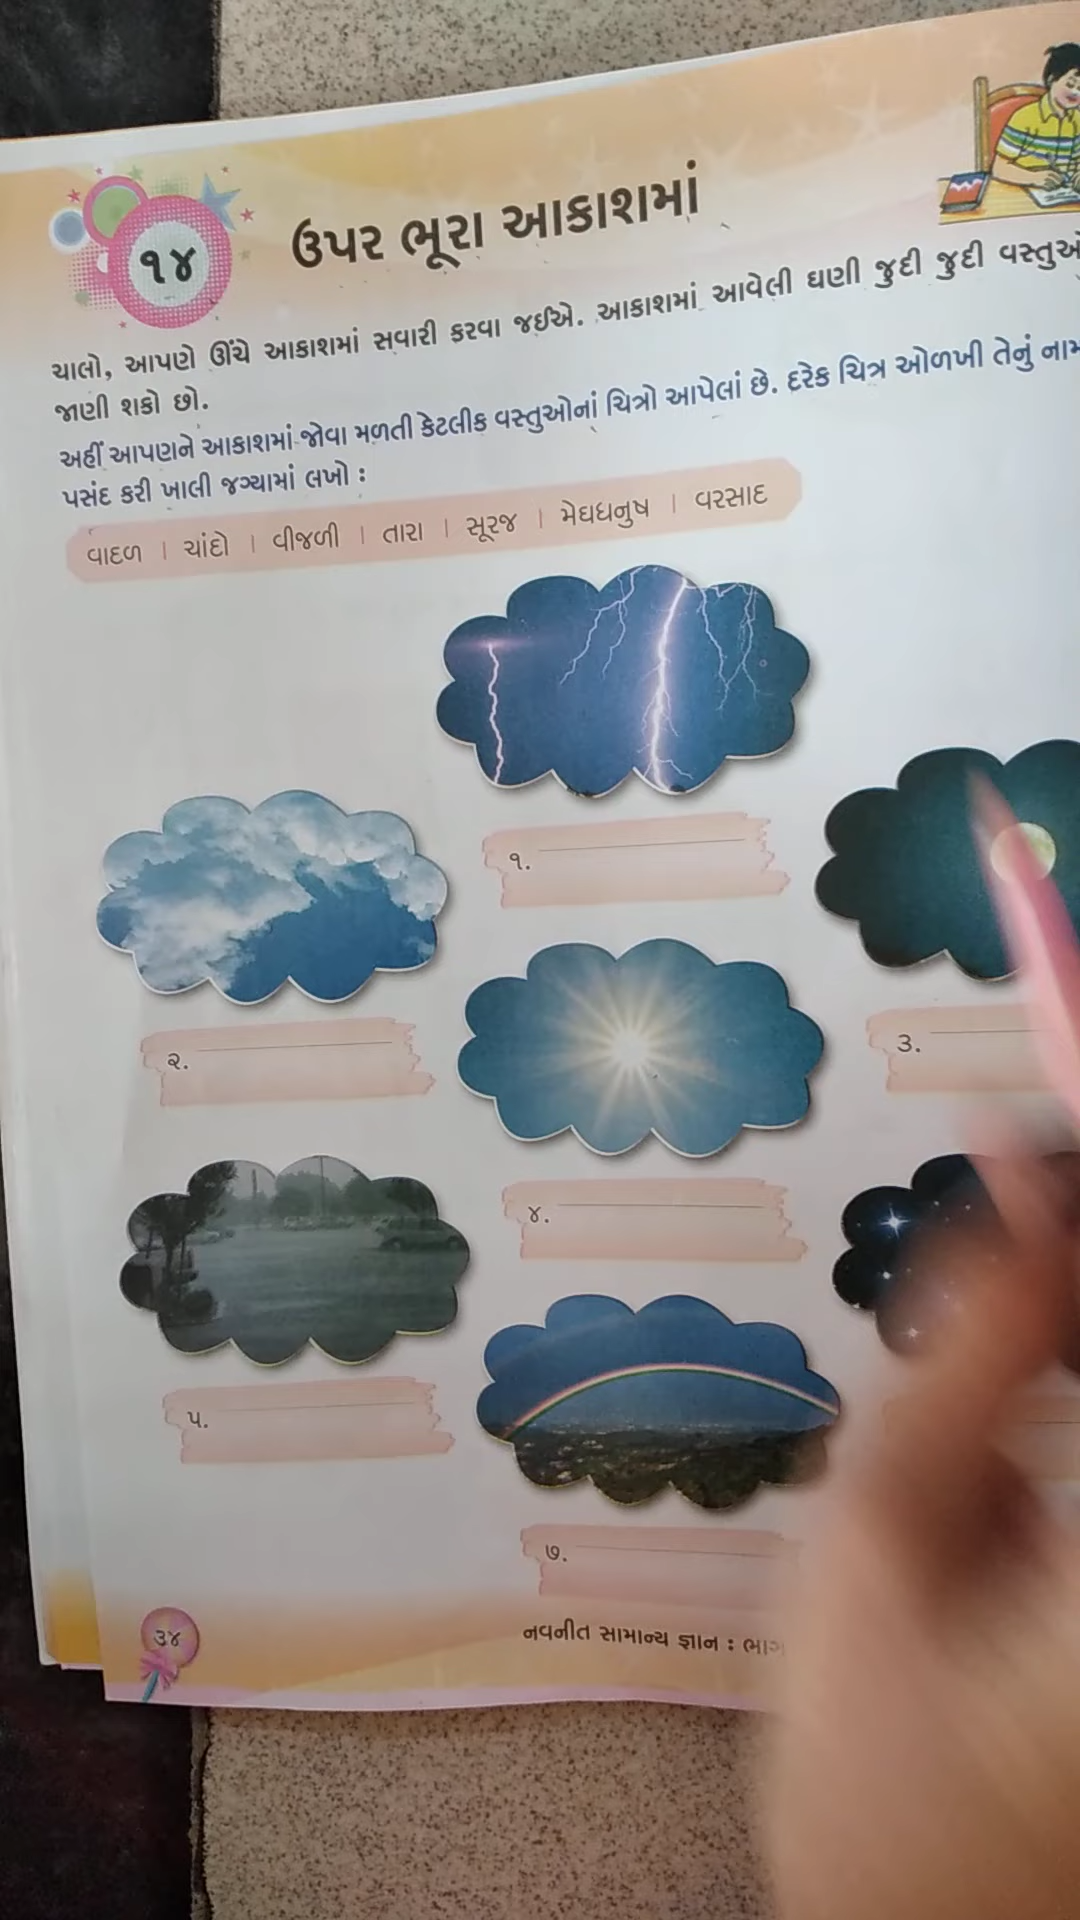 ૧૪
ઉપર ભૂરા આકાશમાં
ચાલો, આપણે ઊંચે આકાશમાં સવારી કરવા જઈએ. આકાશમાં આવેલી ઘણી જુદી જુદી
જાણી શકો છો.
અહીં આપણને આકાશમાં જોવા મળતી કેટલીક વસ્તુઓનાં ચિત્રો આપેલાં છે. દરેક ચિત્ર ઓળખી તેનું
પસંદ કરી ખાલી જગ્યામાં લખો :
વાદળ | ચાંદો | વીજળી | તારા | સૂરજ | મેઘધનુષ | વરસાદ
૧.
૨.
૩.
૪.
૫.
૭.
૩૪
નવનીત સામાન્ય જ્ઞાન :